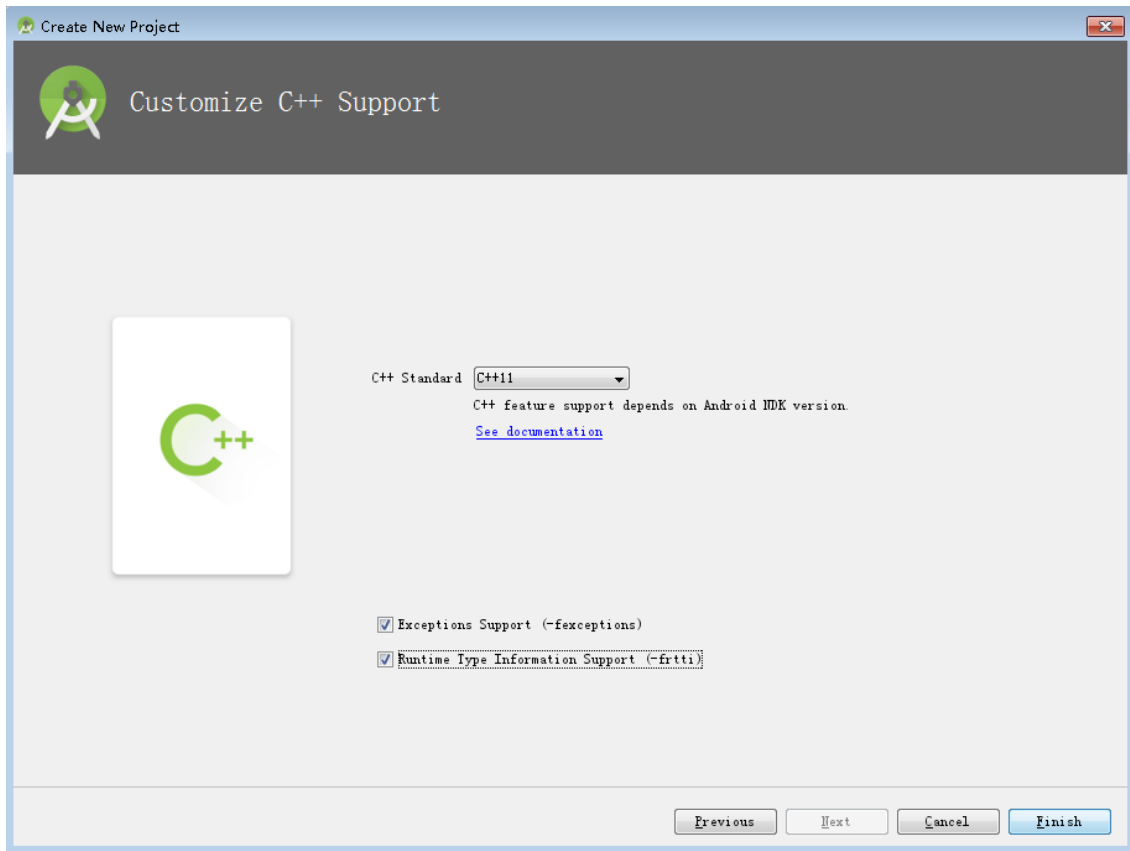 Create New Project
Customize C++ Support
C++ Standard C++11
C++ feature support depends on Android NDK version.
See documentation
C++
Exceptions Support (-fexceptions)
Runtime Type Information Support (-frtti)
Previous Next Cancel Finish